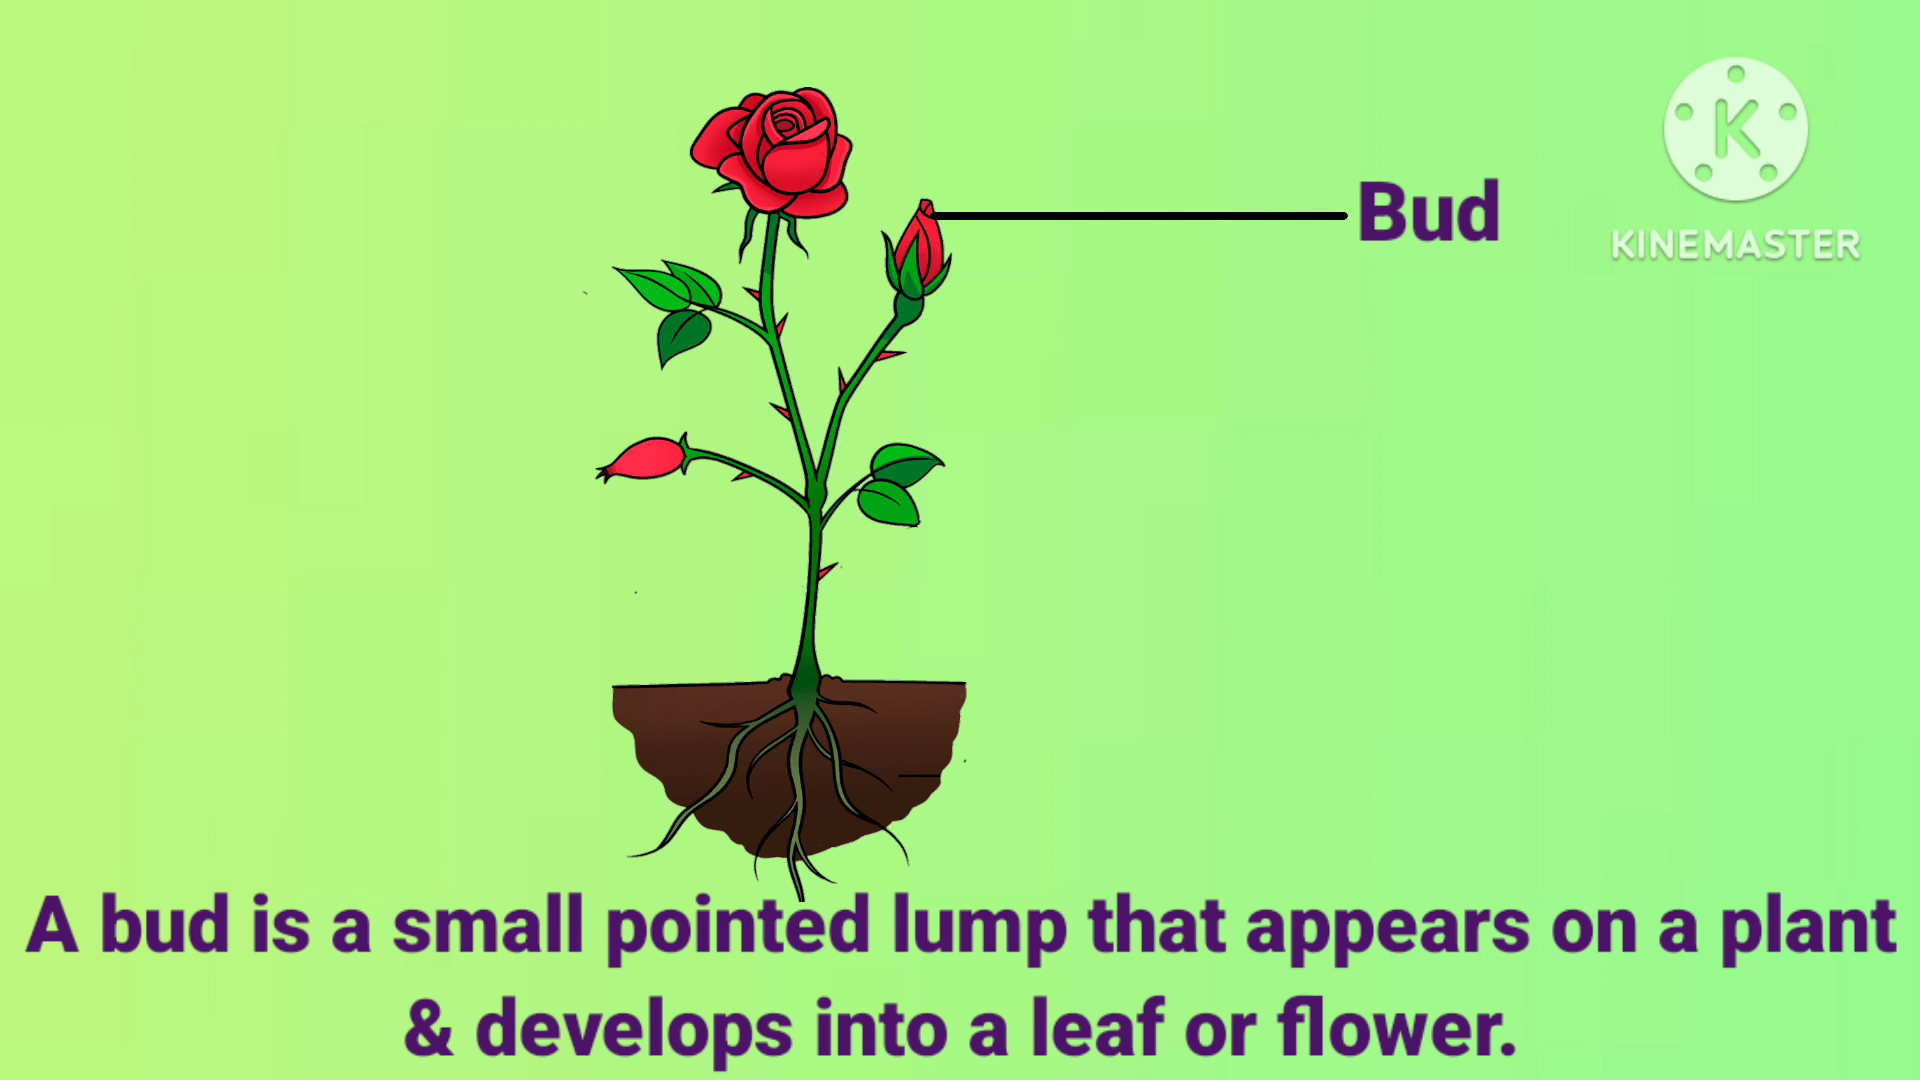 K
KINEMASTER
Bud
A bud is a small pointed lump that appears on a plant
& develops into a leaf or flower.